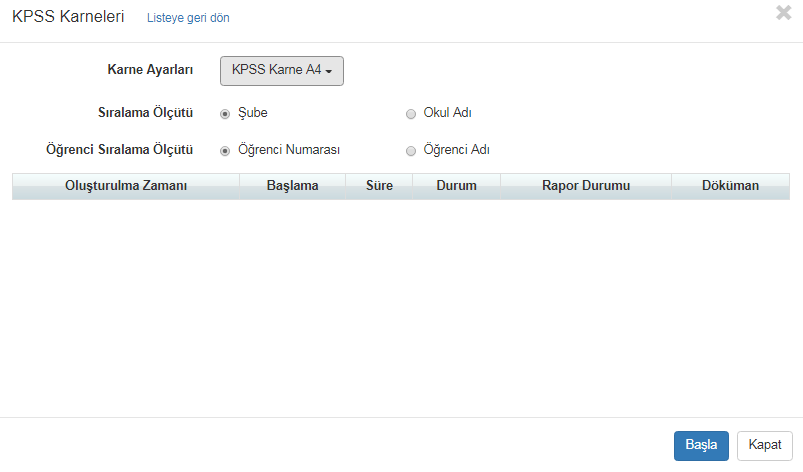 KPSS Karneleri Listeye geri dön
Karne Ayarları KPSS Karne A4
Sıralama Ölçütü Şube Okul Adı
Öğrenci Sıralama Ölçütü Öğrenci Numarası Öğrenci Adı
Oluşturulma Zamanı Başlama Süre Durum Rapor Durumu Döküman
Başla Kapat